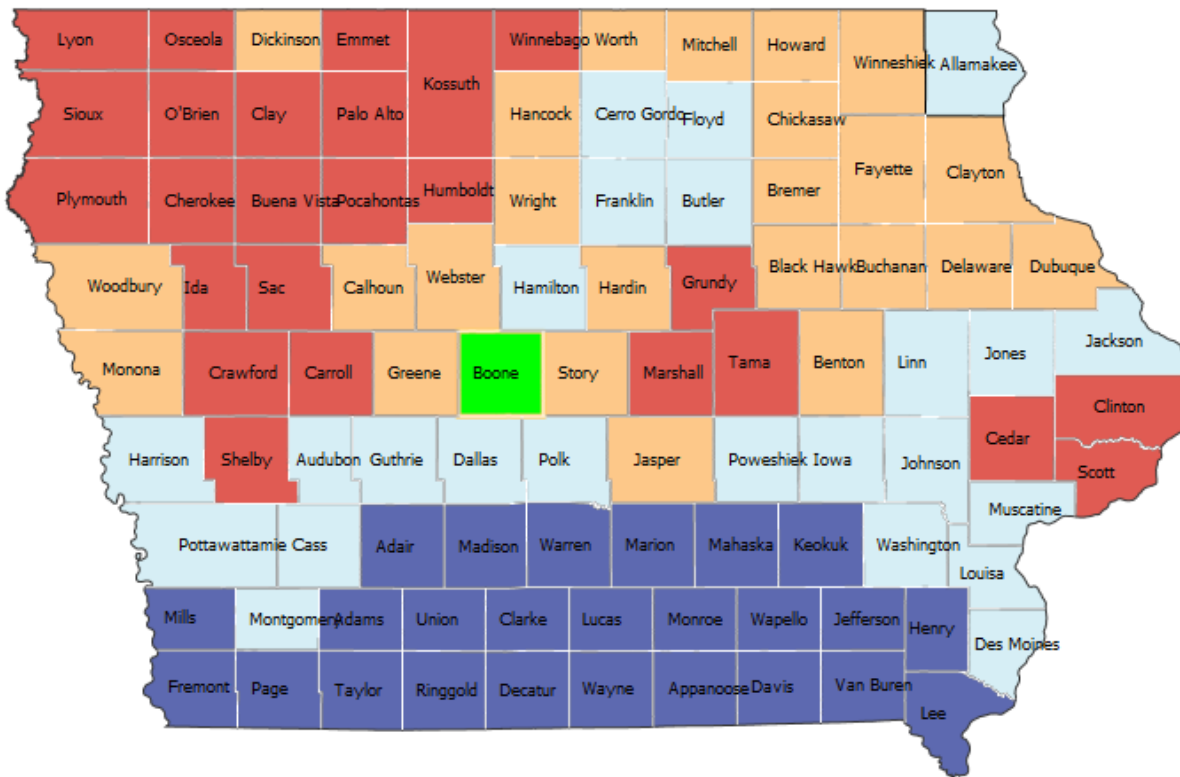 Lyon Osceola Dickinson Emmet Winnebago Worth Mitchell Howard Winneshiek Allamakee
Kossuth
Sioux O'Brien Clay Palo Alto Hancock Cerro Gordo Floyd Chickasaw
Fayette Clayton
Plymouth Cherokee Buena Vista Pocahontas Humboldt Wright Franklin Butler Bremer
Woodbury Ida Sac Calhoun Webster Hamilton Hardin Grundy Black Hawk Buchanan Delaware Dubuque
Monona Crawford Carroll Greene Boone Story Marshall Tama Benton Linn Jones Jackson
Clinton
Harrison Shelby Audubon Guthrie Dallas Polk Jasper Poweshiek Iowa Johnson Cedar Scott
Muscatine
Pottawattamie Cass Adair Madison Warren Marion Mahaska Keokuk Washington
Louisa
Mills Montgomery Adams Union Clarke Lucas Monroe Wapello Jefferson Henry Des Moines
Fremont Page Taylor Ringgold Decatur Wayne Appanoose Davis Van Buren Lee